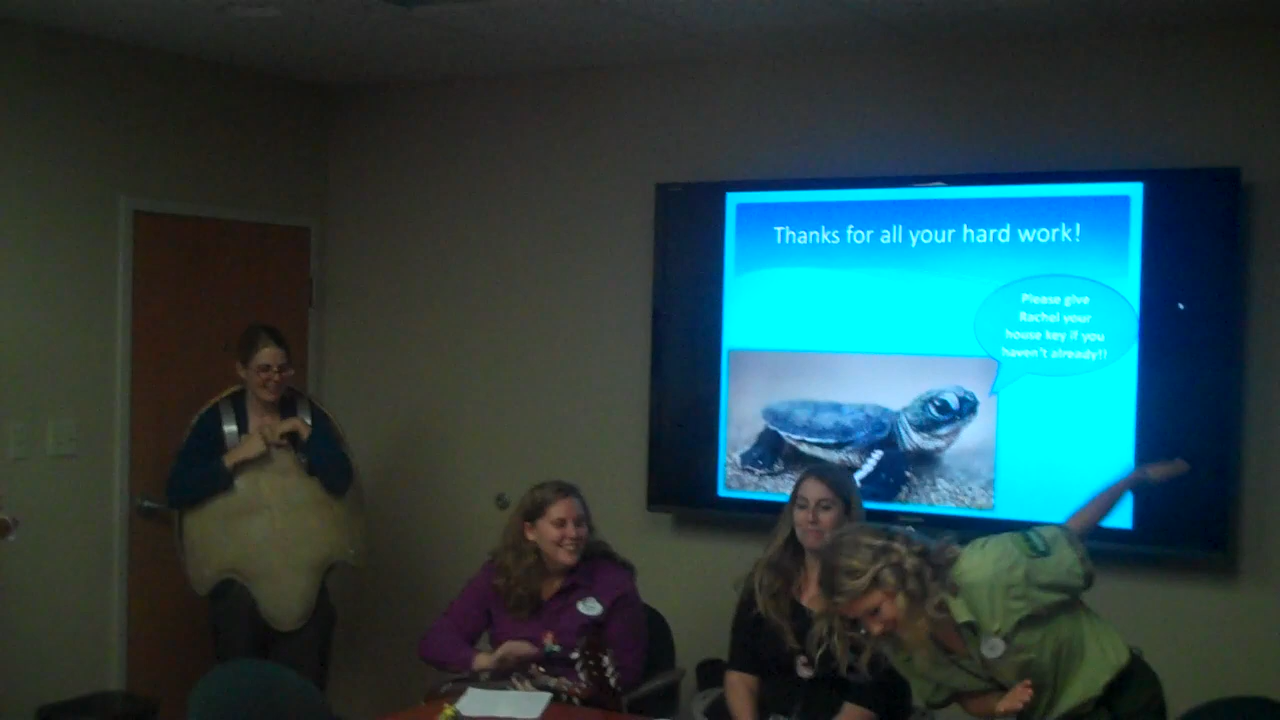 Thanks for all your hard work!
Please give
Rachel your
house key if you
haven't already!!